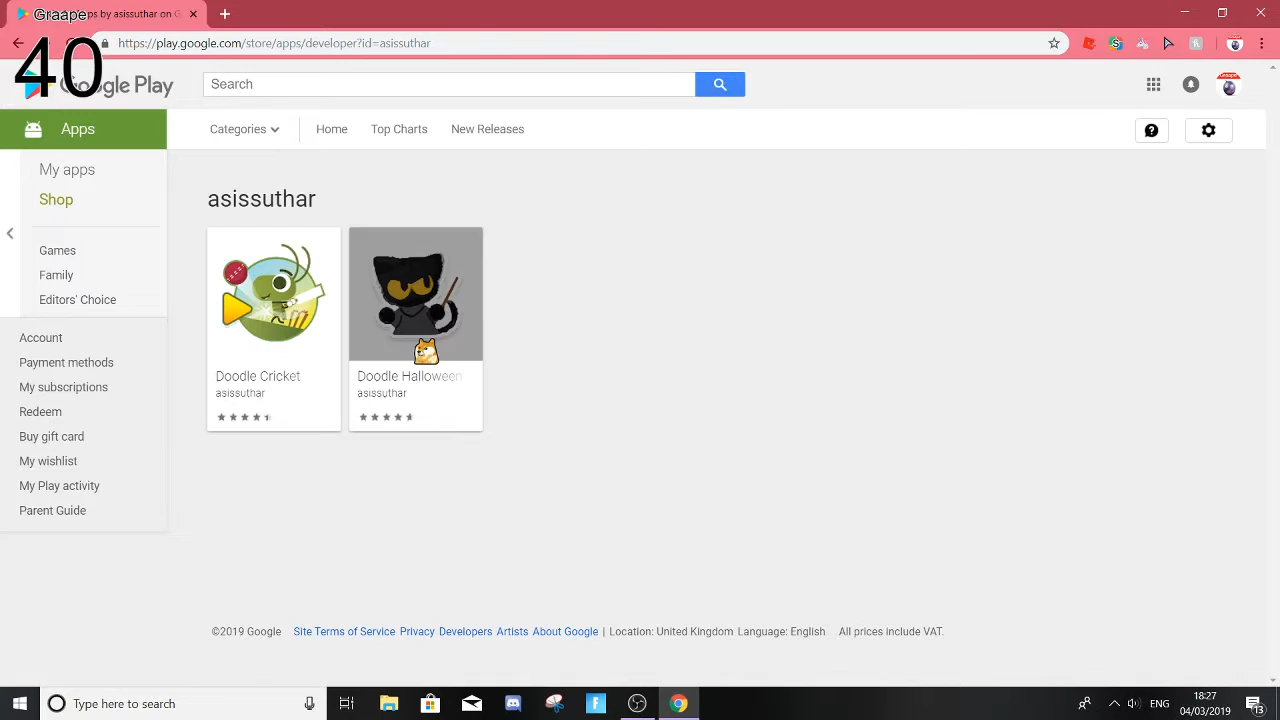 Graape ps by asissuthar on G
https://play.google.com/store/apps/developer?id=asissuthar
40
Google Play
Search
Apps
Categories
Home
Top Charts
New Releases
My apps
Shop
Games
Family
Editors' Choice
Account
Payment methods
My subscriptions
Redeem
Buy gift card
My wishlist
My Play activity
Parent Guide
asissuthar
Doodle Cricket
asissuthar
Doodle Halloween
asissuthar
©2019 Google Site Terms of Service Privacy Developers Artists About Google | Location: United Kingdom Language: English All prices include VAT.
Type here to search
ENG
18:27
04/03/2019
13